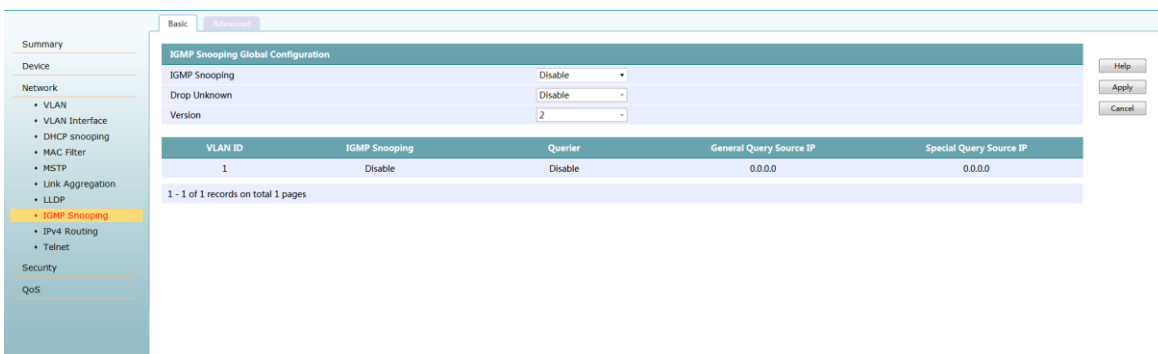 Basic Advanced
Summary
Device
Network
• VLAN
• VLAN Interface
• DHCP snooping
• MAC Filter
• MSTP
• Link Aggregation
• LLDP
• IGMP Snooping
• IPv4 Routing
• Telnet
Security
QoS
IGMP Snooping Global Configuration
IGMP Snooping Disable
Drop Unknown Disable
Version 2
VLAN ID IGMP Snooping Querier General Query Source IP Special Query Source IP
1 Disable Disable 0.0.0.0 0.0.0.0
1 - 1 of 1 records on total 1 pages
Help
Apply
Cancel